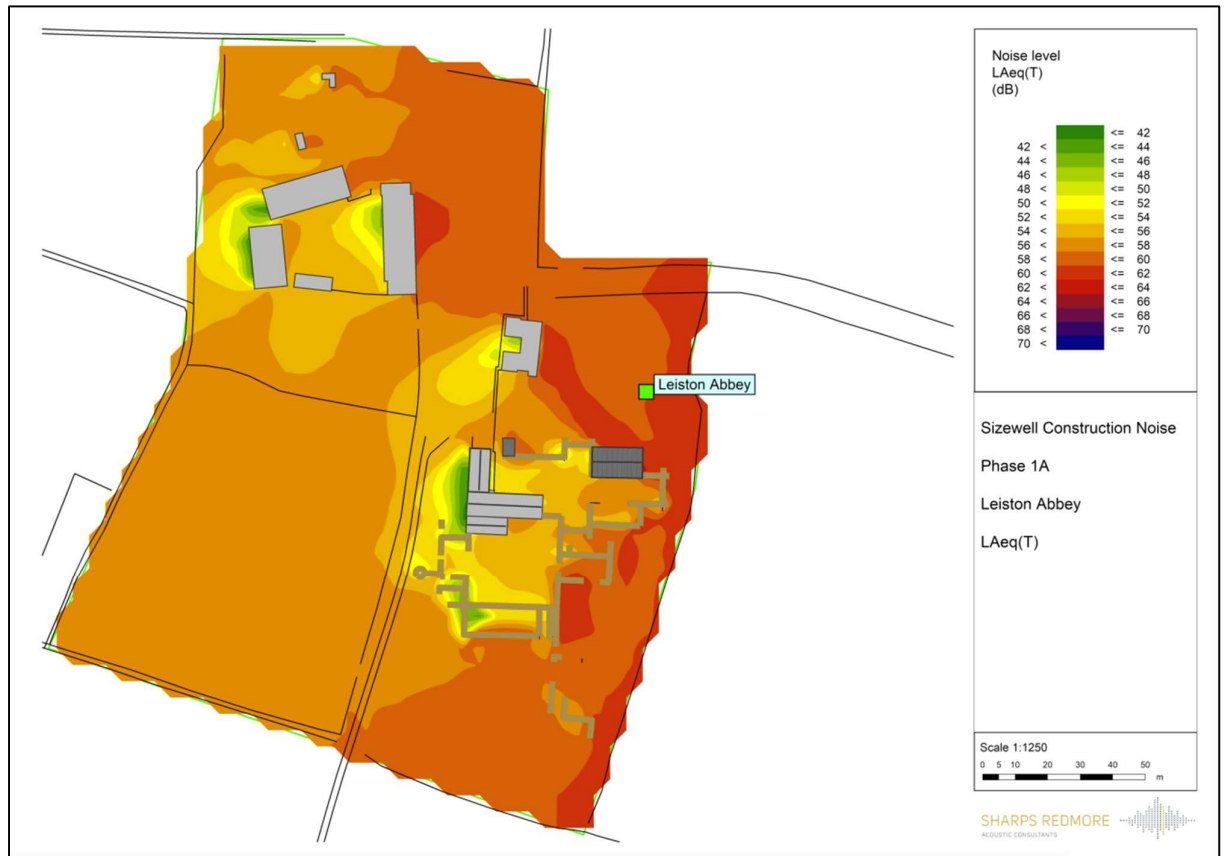 Leiston Abbey
Noise level
LAeq(T)
(dB)
<= 42
42 < <= 44
44 < <= 46
46 < <= 48
48 < <= 50
50 < <= 52
52 < <= 54
54 < <= 56
56 < <= 58
58 < <= 60
60 < <= 62
62 < <= 64
64 < <= 66
66 < <= 68
68 < <= 70
70 <
Sizewell Construction Noise
Phase 1A
Leiston Abbey
LAeq(T)
Scale 1:1250
0 5 10 20 30 40 50
m
SHARPS REDMORE
ACOUSTIC CONSULTANTS